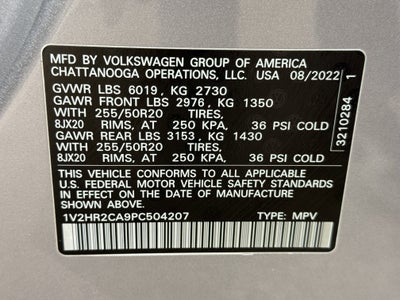 MFD BY VOLKSWAGEN GROUP OF AMERICA
CHATTANOOGA OPERATIONS, LLC. USA 08/2022
GVWR LBS 6019, KG 2730
GAWR FRONT LBS 2976, KG 1350
WITH 255/50R20 TIRES,
8JX20 RIMS, AT 250 KPA, 36 PSI COLD
GAWR REAR LBS 3153, KG 1430
WITH 255/50R20 TIRES,
8JX20 RIMS, AT 250 KPA, 36 PSI COLD
THIS VEHICLE CONFORMS TO ALL APPLICABLE
U.S. FEDERAL MOTOR VEHICLE SAFETY STANDARDS
IN EFFECT ON THE DATE OF MANUFACTURE
SHOWN ABOVE
1V2HR2CA9PC504207 TYPE: MPV
3210284 1